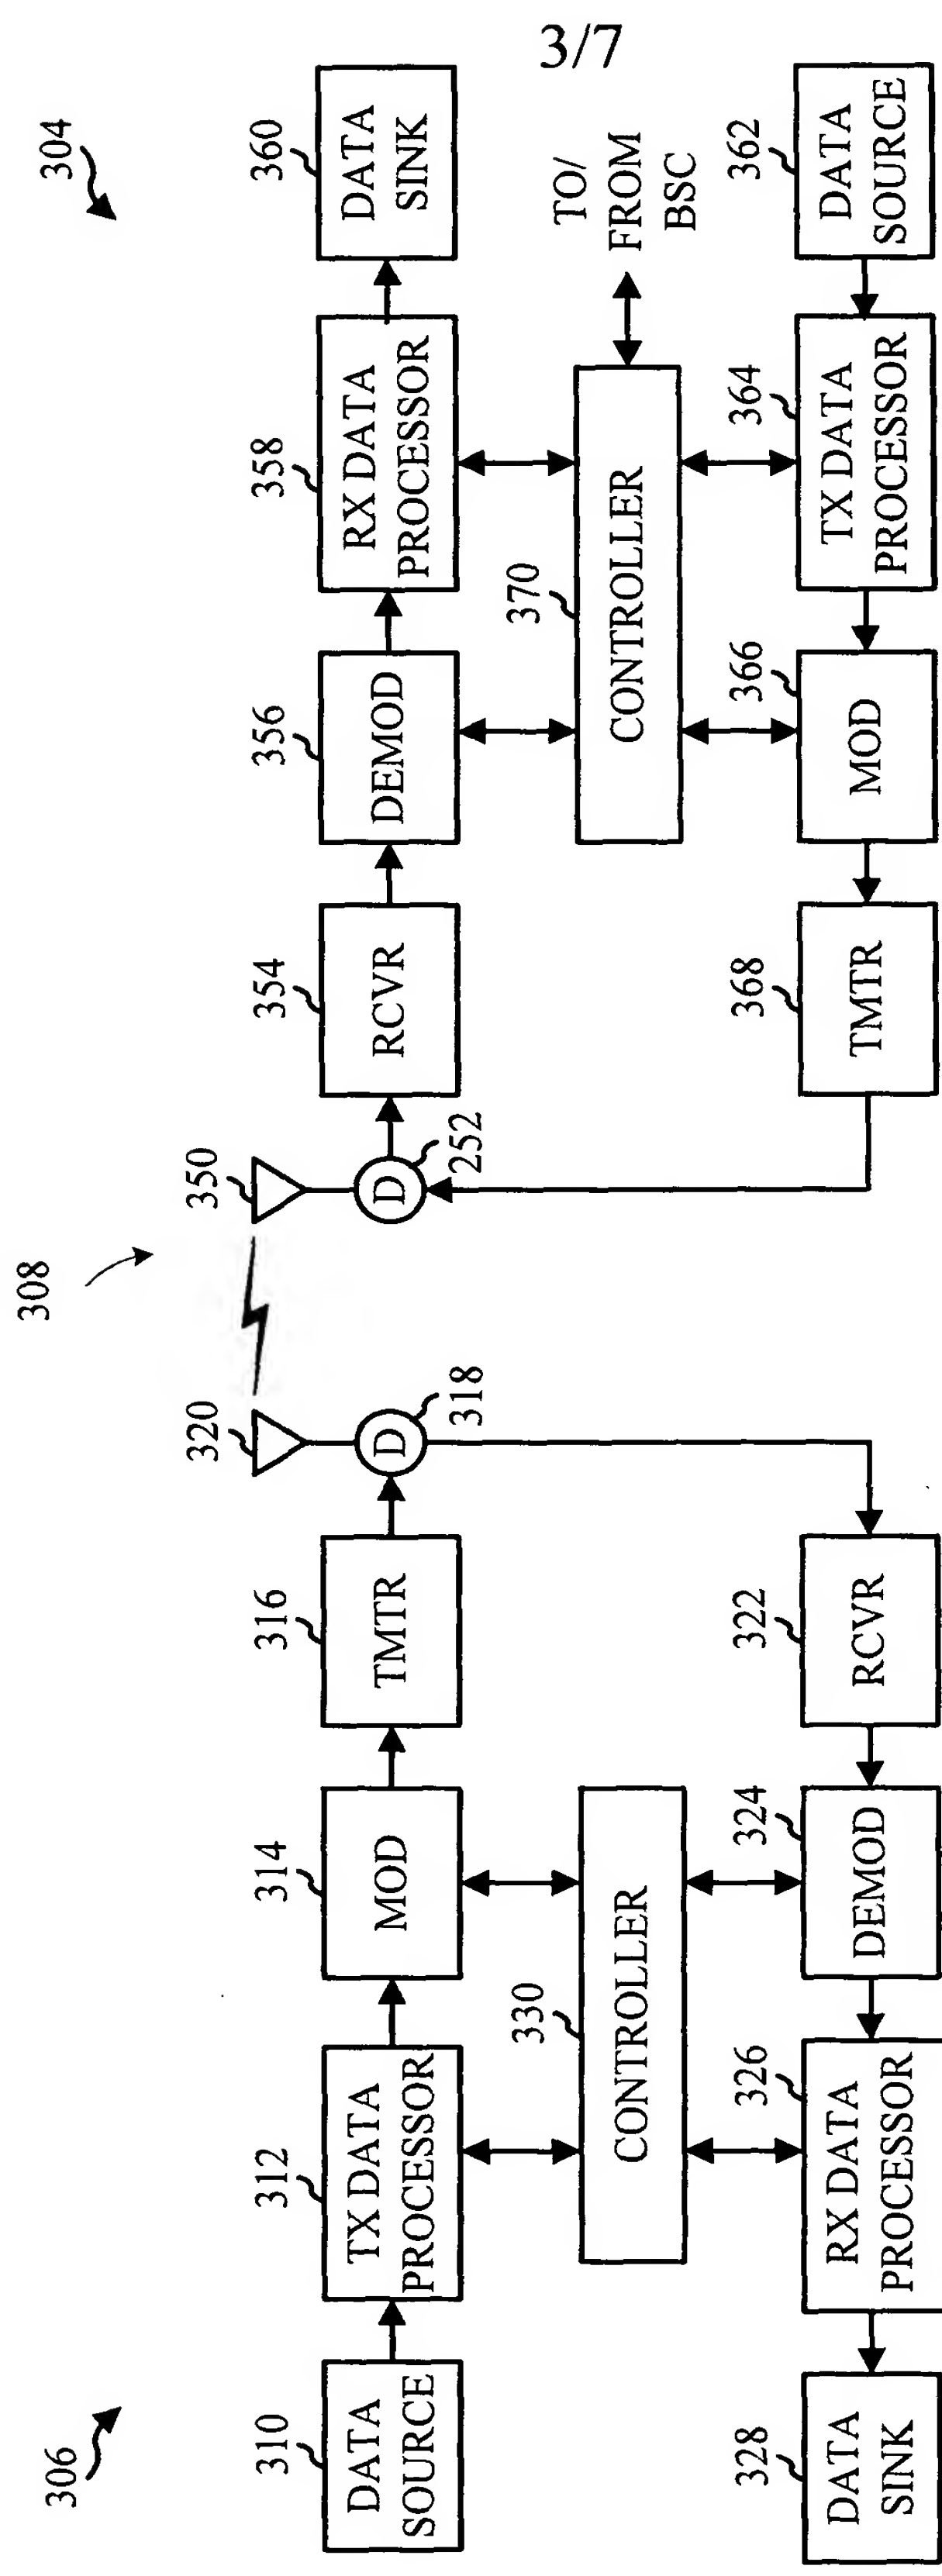 3/7
306
308
304
310
DATA
SOURCE
312
TX DATA
PROCESSOR
314
MOD
316
TMTR
320
D
318
350
D
252
354
RCVR
356
DEMOD
358
RX DATA
PROCESSOR
360
DATA
SINK
330
CONTROLLER
370
CONTROLLER
TO/
FROM
BSC
328
DATA
SINK
326
RX DATA
PROCESSOR
324
DEMOD
322
RCVR
368
TMTR
366
MOD
364
TX DATA
PROCESSOR
362
DATA
SOURCE